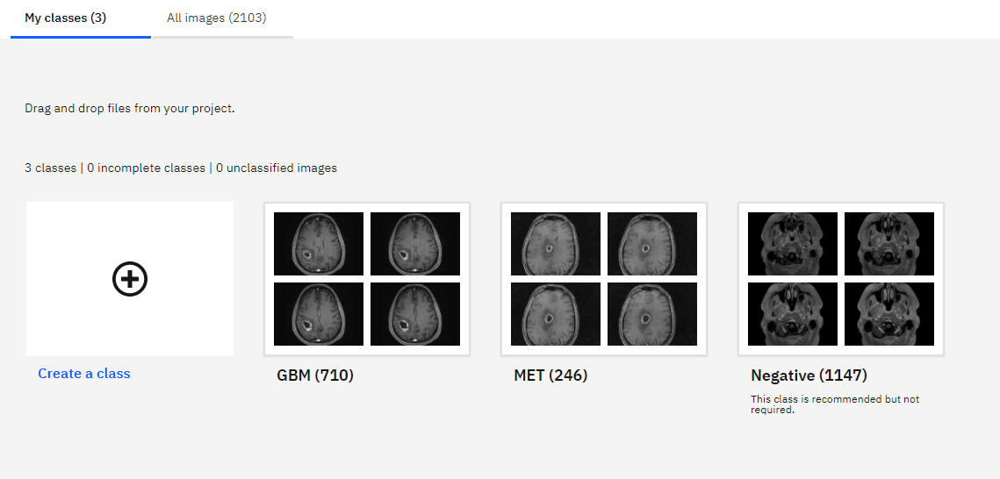 My classes (3)
All images (2103)
Drag and drop files from your project.
3 classes | 0 incomplete classes | 0 unclassified images
Create a class
GBM (710)
MET (246)
Negative (1147)
This class is recommended but not
required.